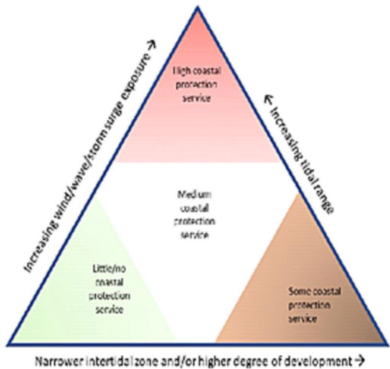 High coastal
protection
service
Increasing wind/wave/storm surge exposure →
← Increasing tidal range
Medium
coastal
protection
service
Little/no
coastal
protection
service
Some coastal
protection
service
Narrower intertidal zone and/or higher degree of development →